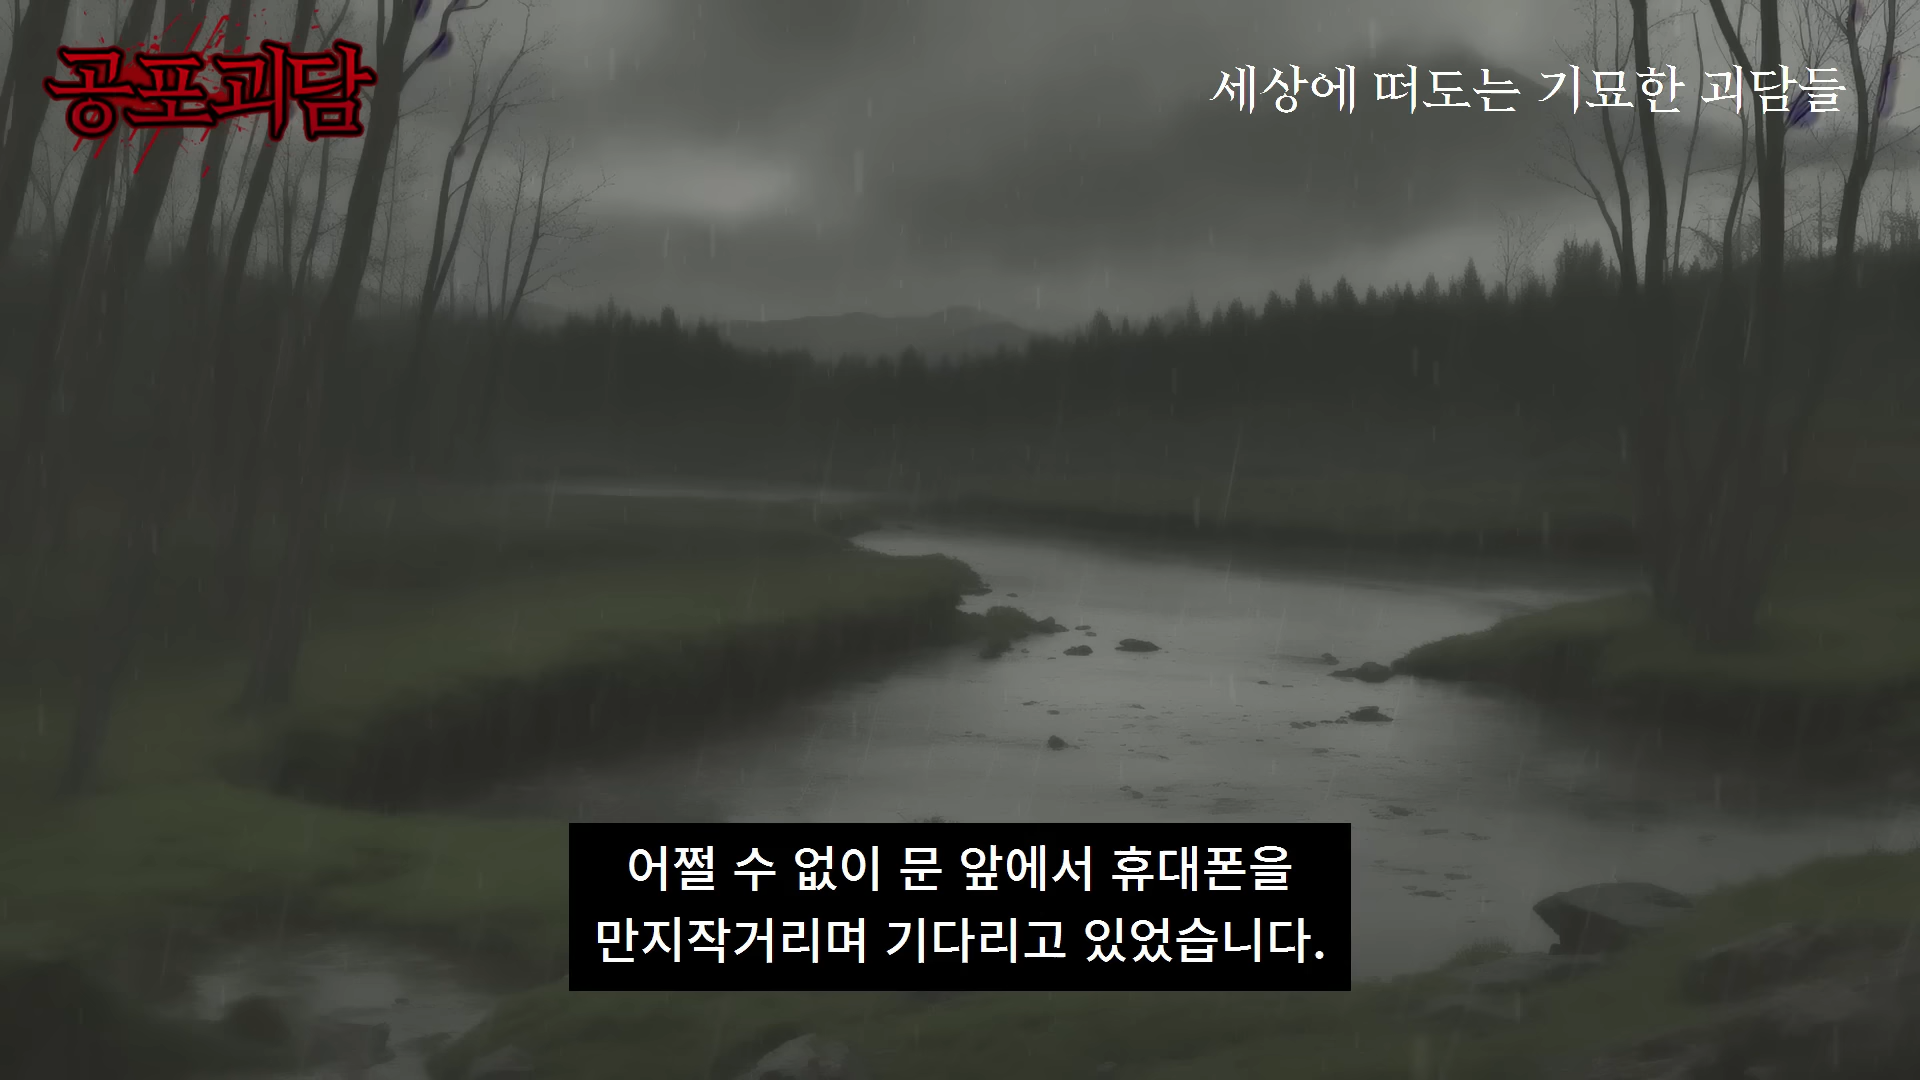 공포괴담
세상에 떠도는 기묘한 괴담들
어쩔 수 없이 문 앞에서 휴대폰을
만지작거리며 기다리고 있었습니다.